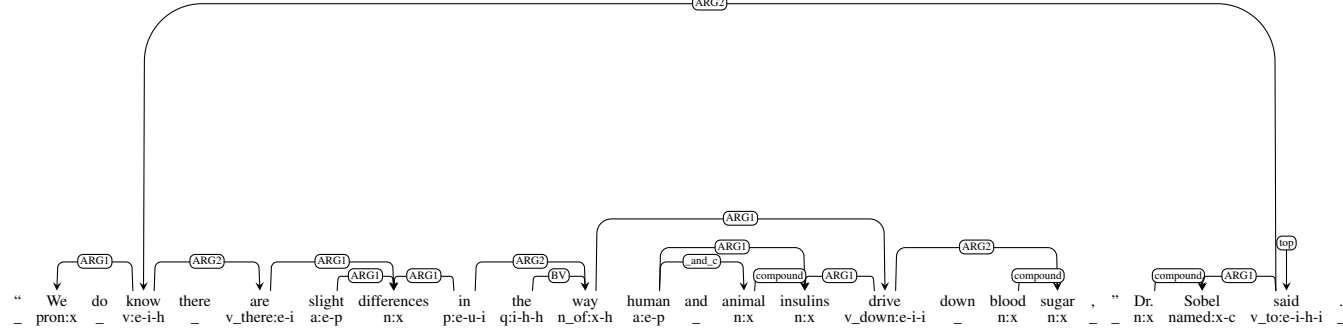 ARG2
ARG1
top
ARG1 ARG2 ARG1 ARG2 ARG1 ARG2
_and_c
ARG1 ARG1 BV compound ARG1 compound compound ARG1
“ We do know there are slight differences in the way human and animal insulins drive down blood sugar , ” Dr. Sobel said .
_ pron:x _ v:e-i-h _ v_there:e-i a:e-p n:x p:e-u-i q:i-h-h n_of:x-h a:e-p _ n:x n:x v_down:e-i-i _ n:x n:x _ _ n:x named:x-c v_to:e-i-h-i _